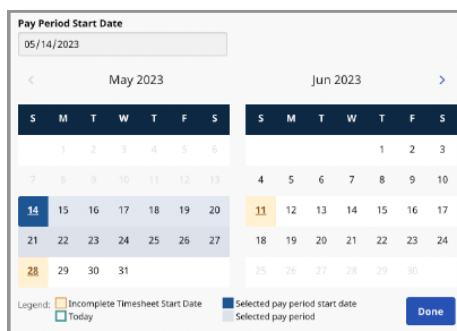 Pay Period Start Date
05/14/2023
< May 2023 Jun 2023 >
S M T W T F S S M T W T F S
1 2 3 4 5 6 1 2 3
7 8 9 10 11 12 13 4 5 6 7 8 9 10
14 15 16 17 18 19 20 11 12 13 14 15 16 17
21 22 23 24 25 26 27 18 19 20 21 22 23 24
28 29 30 31 25 26 27 28 29 30
Legend: Incomplete Timesheet Start Date Selected pay period start date
Today Selected pay period
Done